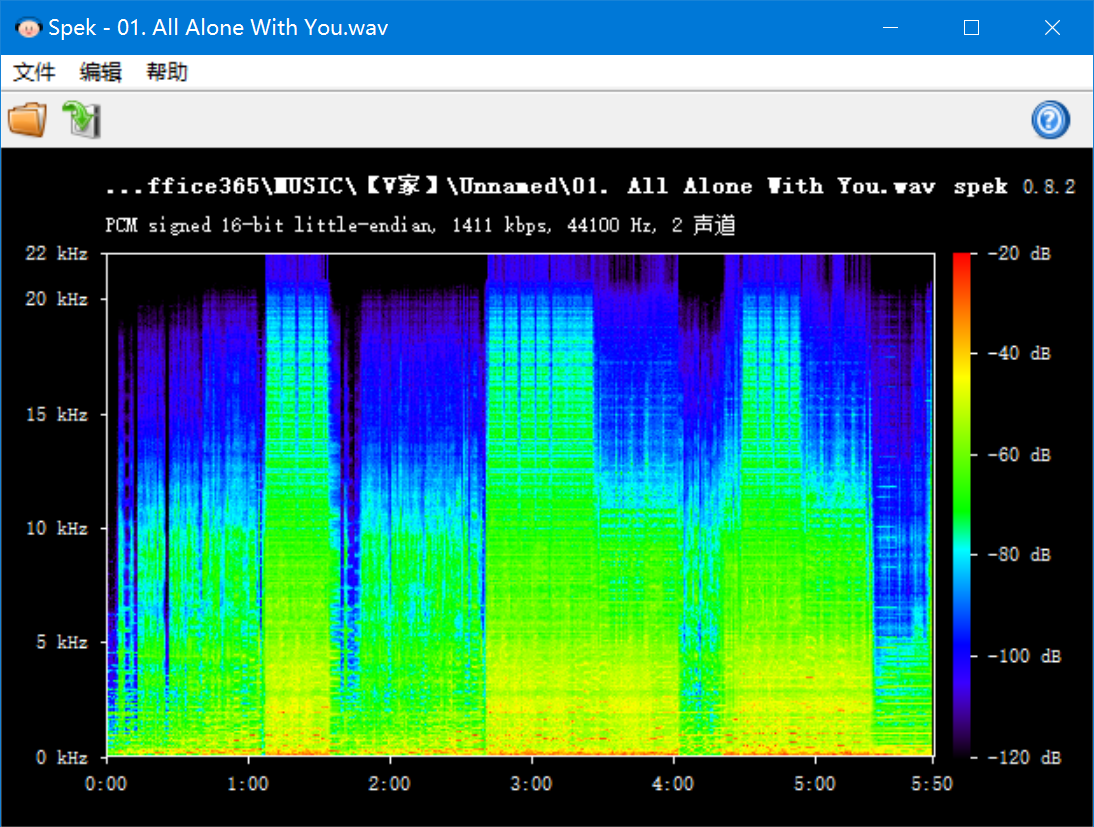 Spek - 01. All Alone With You.wav
文件 编辑 帮助
...ffice365\MUSIC\【V家】\Unnamed\01. All Alone With You.wav spek 0.8.2
PCM signed 16-bit little-endian, 1411 kbps, 44100 Hz, 2 声道
22 kHz
20 kHz
15 kHz
10 kHz
5 kHz
0 kHz
-20 dB
-40 dB
-60 dB
-80 dB
-100 dB
-120 dB
0:00 1:00 2:00 3:00 4:00 5:00 5:50